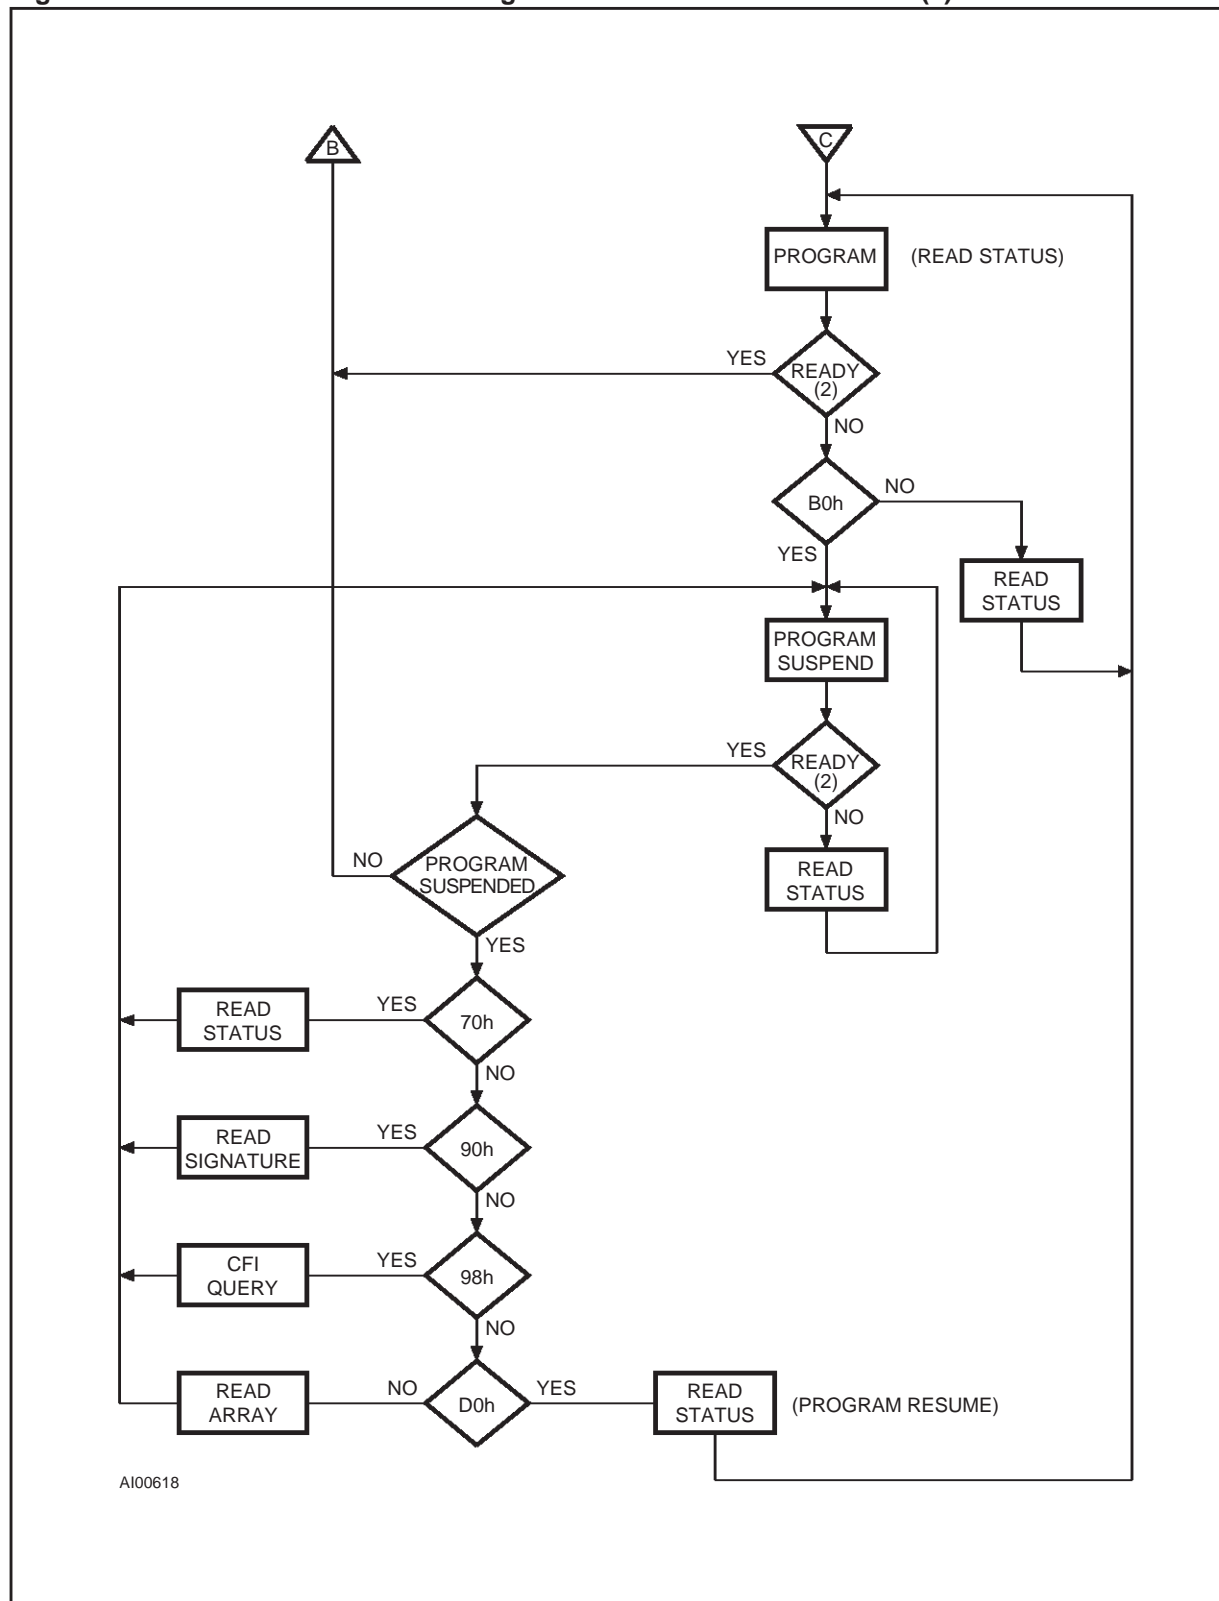 B
C
PROGRAM
(READ STATUS)
YES
READY
(2)
NO
B0h
NO
YES
READ
STATUS
PROGRAM
SUSPEND
YES
READY
(2)
NO
READ
STATUS
NO
PROGRAM
SUSPENDED
YES
READ
STATUS
YES
70h
NO
READ
SIGNATURE
YES
90h
NO
CFI
QUERY
YES
98h
NO
READ
ARRAY
NO
D0h
YES
READ
STATUS
(PROGRAM RESUME)
AI00618